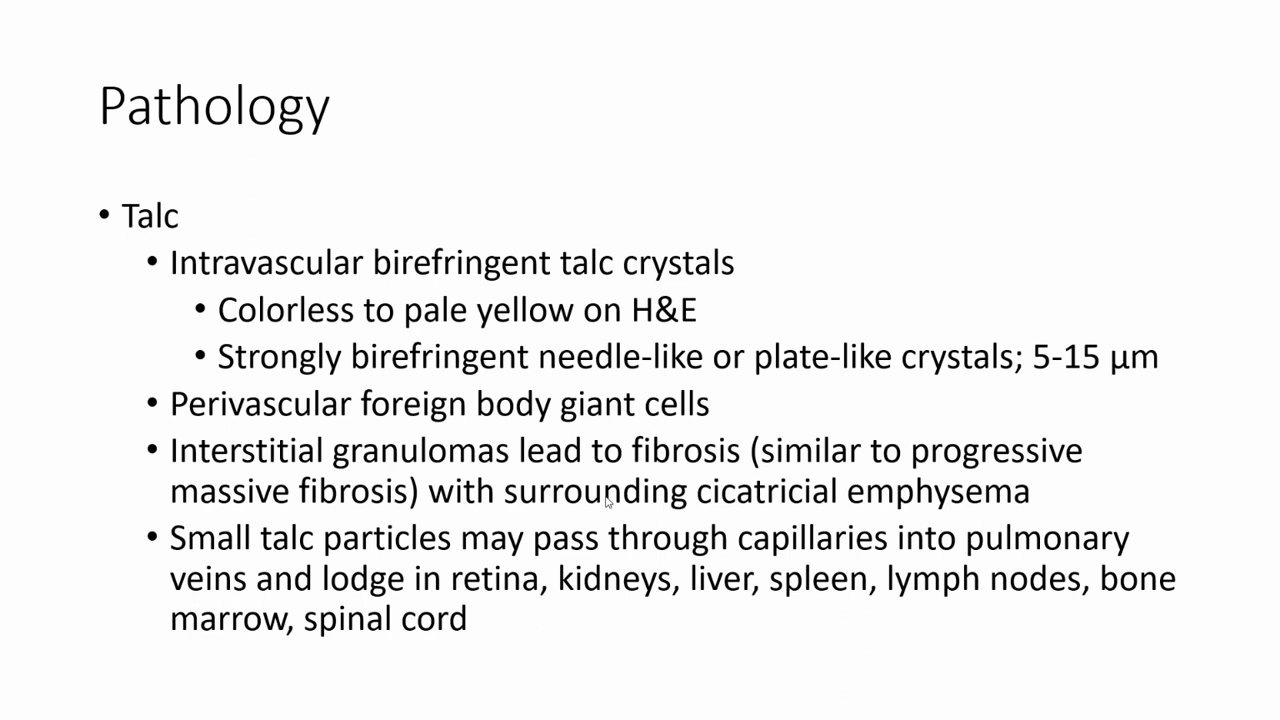 Pathology
• Talc
• Intravascular birefringent talc crystals
• Colorless to pale yellow on H&E
• Strongly birefringent needle-like or plate-like crystals; 5-15 µm
• Perivascular foreign body giant cells
• Interstitial granulomas lead to fibrosis (similar to progressive
massive fibrosis) with surrounding cicatricial emphysema
• Small talc particles may pass through capillaries into pulmonary
veins and lodge in retina, kidneys, liver, spleen, lymph nodes, bone
marrow, spinal cord